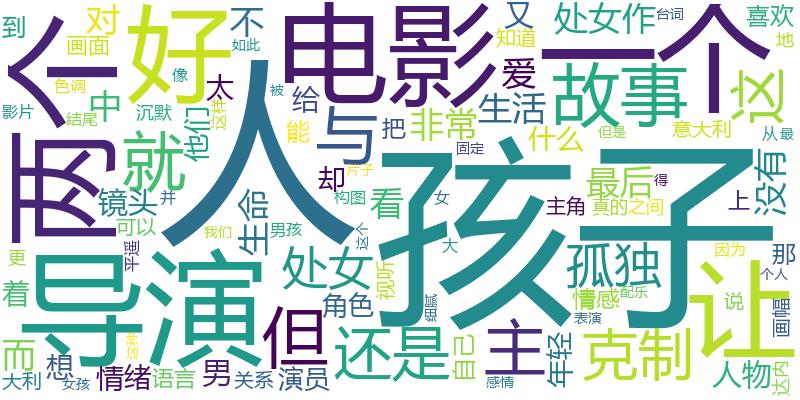 到
对
画面
好
不
如此
电影
又
知道
处女作
台词
喜欢
地
个
像
太
给
爱
一个
故事
这
色调
中
沉默
这样
被
人
与
生活
影片
结尾
就
他们
能
把
非常
什么
但是
意大利
从
最
两个
镜头
并
生命
却
看
固定
最后
没有
可以
男孩
片子
构图
女
主角
真的
之间
得
上
更
平遥
我们
处女
视听
这个
大
孩子
孤独
因为
那
个人
着
导演
角色
细腻
情感
配乐
让
说
画幅
而
想
这种
但
还是
自己
主
表演
年轻
克制
人物
达内
大利
女孩
情绪
语言
男
关系
演员
感情